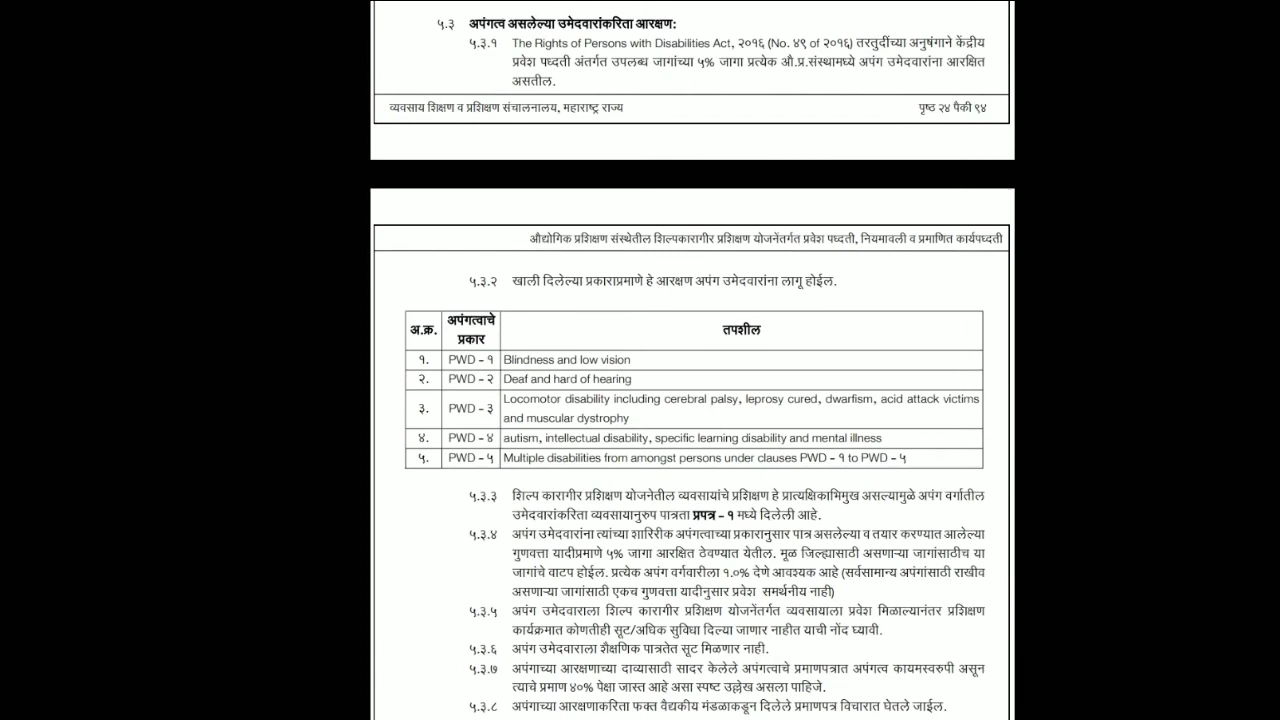 ५.३ अपंगत्व असलेल्या उमेदवारांकरिता आरक्षण:
५.३.१ The Rights of Persons with Disabilities Act, २०१६ (No. ४९ of २०१६) तरतुदींच्या अनुषंगाने केंद्रीय
प्रवेश पध्दती अंतर्गत उपलब्ध जागांच्या ५% जागा प्रत्येक औ.प्र.संस्थामध्ये अपंग उमेदवारांना आरक्षित
असतील.
व्यवसाय शिक्षण व प्रशिक्षण संचालनालय, महाराष्ट्र राज्य पृष्ठ २४ पैकी ९४
औद्योगिक प्रशिक्षण संस्थेतील शिल्पकारागीर प्रशिक्षण योजनेंतर्गत प्रवेश पध्दती, नियमावली व प्रमाणित कार्यपध्दती
५.३.२ खाली दिलेल्या प्रकाराप्रमाणे हे आरक्षण अपंग उमेदवारांना लागू होईल.
अ.क्र. अपंगत्वाचे प्रकार तपशील
१. PWD - १ Blindness and low vision
२. PWD - २ Deaf and hard of hearing
३. PWD - ३ Locomotor disability including cerebral palsy, leprosy cured, dwarfism, acid attack victims
and muscular dystrophy
४. PWD - ४ autism, intellectual disability, specific learning disability and mental illness
५. PWD - ५ Multiple disabilities from amongst persons under clauses PWD - १ to PWD - ५
५.३.३ शिल्प कारागीर प्रशिक्षण योजनेतील व्यवसायांचे प्रशिक्षण हे प्रात्यक्षिकाभिमुख असल्यामुळे अपंग वर्गातील
उमेदवारांकरिता व्यवसायानुरुप पात्रता प्रपत्र - १ मध्ये दिलेली आहे.
५.३.४ अपंग उमेदवारांना त्यांच्या शारिरीक अपंगत्वाच्या प्रकारानुसार पात्र असलेल्या व तयार करण्यात आलेल्या
गुणवत्ता यादीप्रमाणे ५% जागा आरक्षित ठेवण्यात येतील. मूळ जिल्ह्यासाठी असणाऱ्या जागांसाठीच या
जागांचे वाटप होईल. प्रत्येक अपंग वर्गवारीला १.०% देणे आवश्यक आहे (सर्वसामान्य अपंगांसाठी राखीव
असणाऱ्या जागांसाठी एकच गुणवत्ता यादीनुसार प्रवेश समर्थनीय नाही)
५.३.५ अपंग उमेदवाराला शिल्प कारागीर प्रशिक्षण योजनेंतर्गत व्यवसायाला प्रवेश मिळाल्यानंतर प्रशिक्षण
कार्यक्रमात कोणतीही सूट/अधिक सुविधा दिल्या जाणार नाहीत याची नोंद घ्यावी.
५.३.६ अपंग उमेदवाराला शैक्षणिक पात्रतेत सूट मिळणार नाही.
५.३.७ अपंगाच्या आरक्षणाच्या दाव्यासाठी सादर केलेले अपंगत्वाचे प्रमाणपत्रात अपंगत्व कायमस्वरुपी असून
त्याचे प्रमाण ४०% पेक्षा जास्त आहे असा स्पष्ट उल्लेख असला पाहिजे.
५.३.८ अपंगाच्या आरक्षणाकरिता फक्त वैद्यकीय मंडळाकडून दिलेले प्रमाणपत्र विचारात घेतले जाईल.